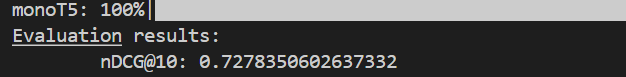 monoT5: 100%|
Evaluation results:
nDCG@10: 0.7278350602637332